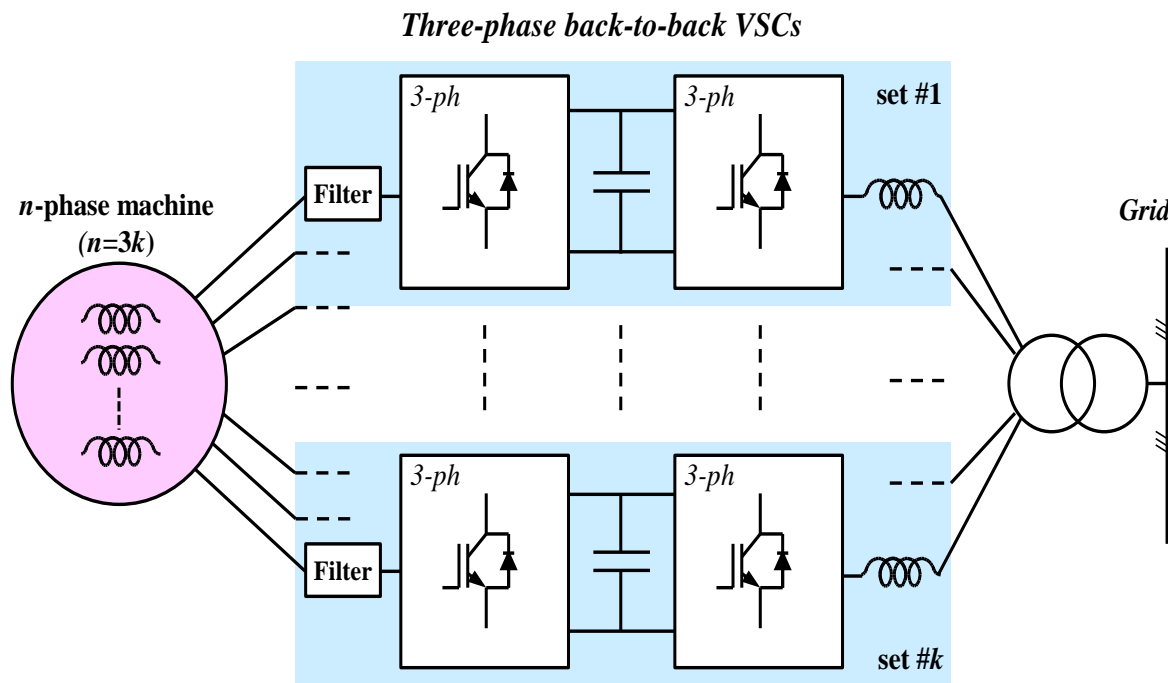 Three-phase back-to-back VSCs
3-ph
3-ph
set #1
Filter
n-phase machine
(n=3k)
Grid
3-ph
3-ph
Filter
set #k